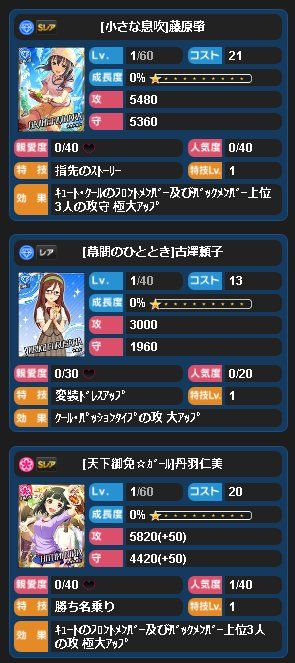 Sレア [小さな息吹]藤原肇
Lv. 1/60 コスト 21
成長度 0%
攻 5480
守 5360
親愛度 0/40 人気度 0/40
特技 指先のｽﾄｰﾘｰ 特技Lv. 1
効果 ｷｭｰﾄ･ｸｰﾙのﾌﾛﾝﾄﾒﾝﾊﾞｰ及びﾊﾞｯｸﾒﾝﾊﾞｰ上位
3人の攻守 極大ｱｯﾌﾟ
レア [幕間のひととき]古澤頼子
Lv. 1/40 コスト 13
成長度 0%
攻 3000
守 1960
親愛度 0/30 人気度 0/20
特技 変装ﾄﾞﾚｽｱｯﾌﾟ 特技Lv. 1
効果 ｸｰﾙ･ﾊﾟｯｼｮﾝﾀｲﾌﾟの攻 大ｱｯﾌﾟ
Sレア [天下御免☆ｶﾞｰﾙ]丹羽仁美
Lv. 1/60 コスト 20
成長度 0%
攻 5820(+50)
守 4420(+50)
親愛度 0/40 人気度 1/40
特技 勝ち名乗り 特技Lv. 1
効果 ｷｭｰﾄのﾌﾛﾝﾄﾒﾝﾊﾞｰ及びﾊﾞｯｸﾒﾝﾊﾞｰ上位3人
の攻 極大ｱｯﾌﾟ